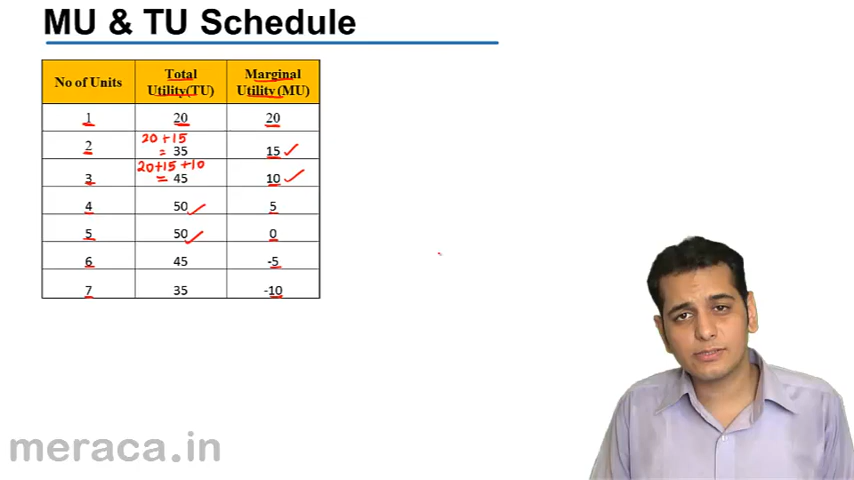 MU & TU Schedule
No of Units Total Utility(TU) Marginal Utility (MU)
1 20 20
2 20+15 = 35 15
3 20+15+10 = 45 10
4 50 5
5 50 0
6 45 -5
7 35 -10
meraca.in